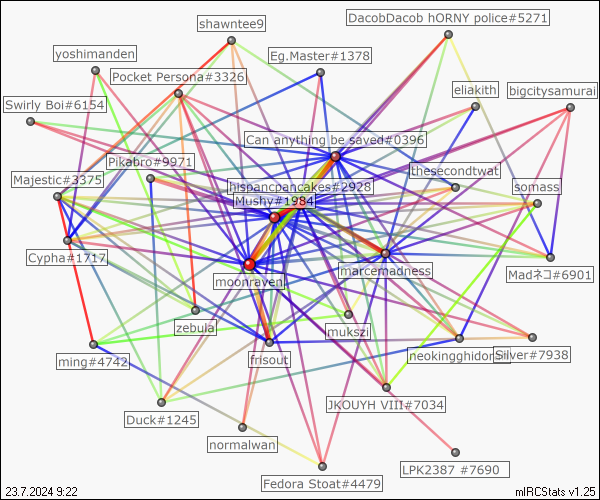 shawntee9
DacobDacob hORNY police#5271
yoshimanden
Eg.Master#1378
Pocket Persona#3326
eliakith
bigcitysamurai
Swirly Boi#6154
Can anything be saved#0396
Pikabro#9971
thesecondtwat
Majestic#3375
hispancpancakes#2928
somass
Mushy#1984
Cypha#1717
marcemadness
Madネコ#6901
moonraven
zebula
mukszi
ming#4742
frisout
neokingghidora
Silver#7938
JKOUYH VIII#7034
Duck#1245
normalwan
LPK2387 #7690
Fedora Stoat#4479
23.7.2024 9:22
mIRCStats v1.25